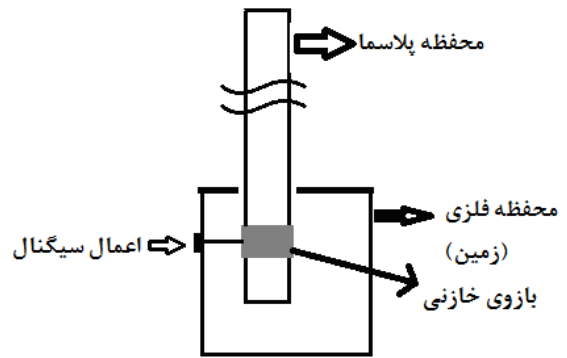 محفظه پلاسما
محفظه فلزی
(زمین)
بازوی خازنی
اعمال سیگنال